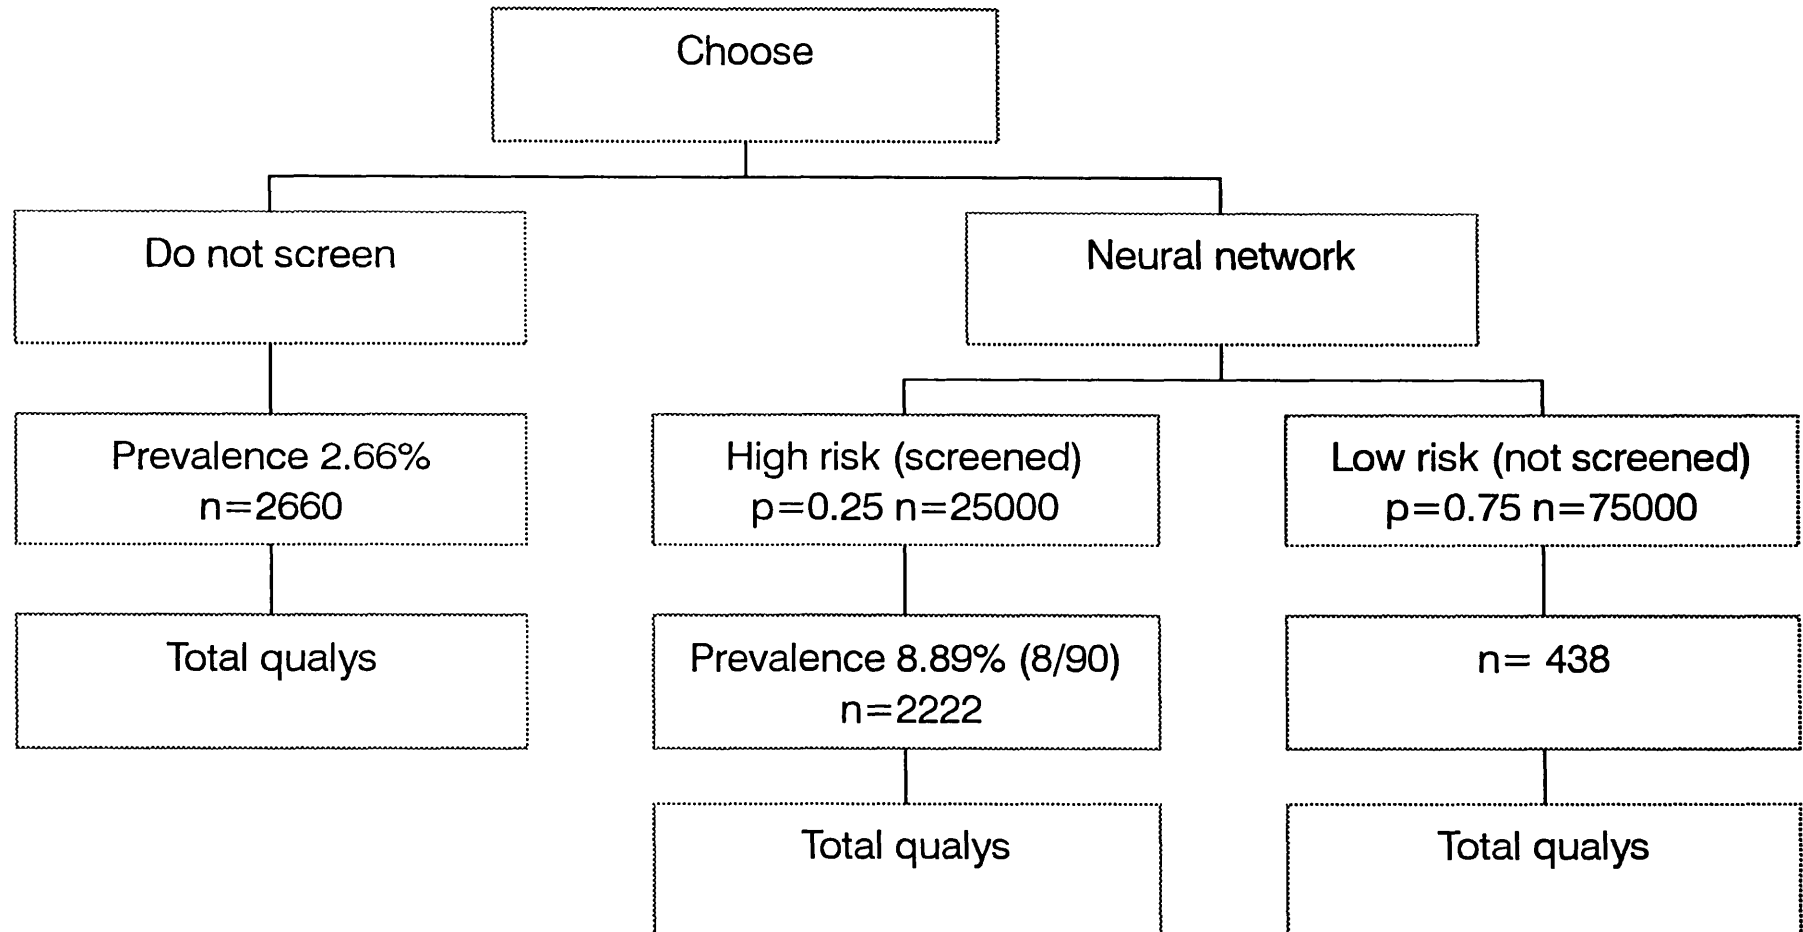 Choose
Do not screen
Neural network
Prevalence 2.66%
n=2660
High risk (screened)
p=0.25 n=25000
Low risk (not screened)
p=0.75 n=75000
Total qualys
Prevalence 8.89% (8/90)
n=2222
n= 438
Total qualys
Total qualys